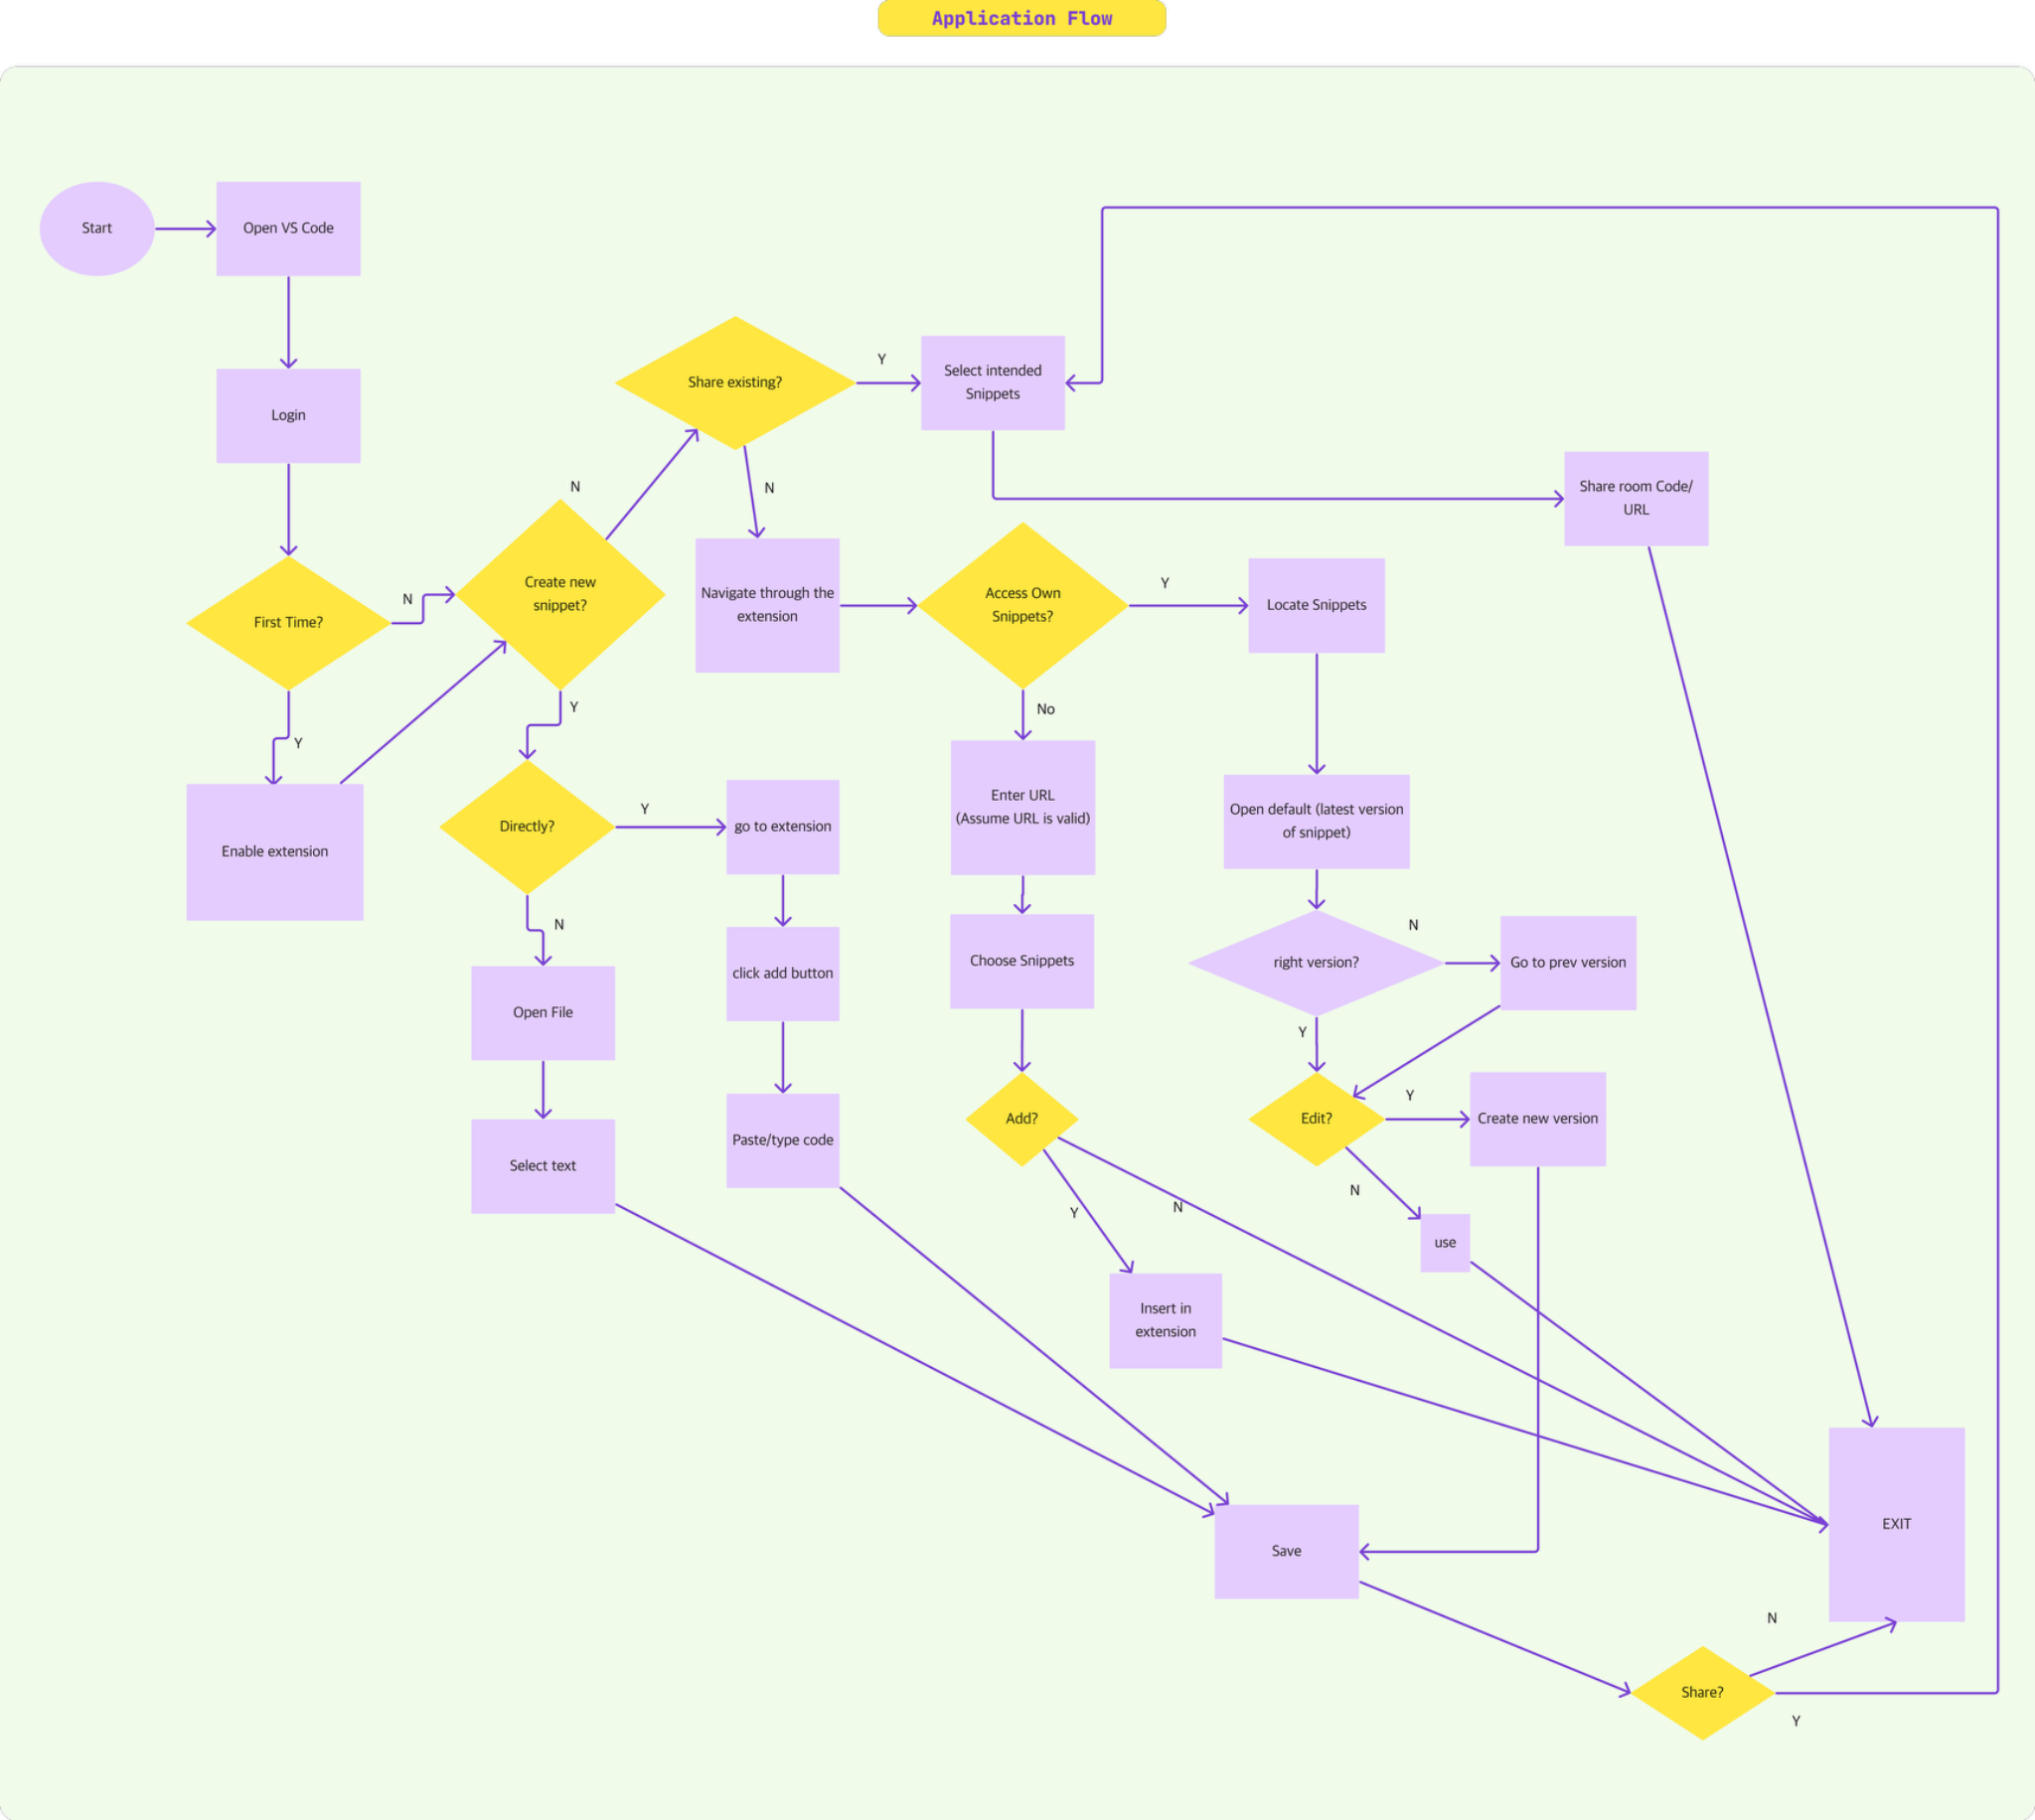 Application Flow
Start
Open VS Code
Login
First Time?
N
Y
Enable extension
Create new
snippet?
N
Y
Share existing?
Y
N
Select intended
Snippets
Share room Code/
URL
Navigate through the
extension
Access Own
Snippets?
Y
No
Locate Snippets
Directly?
Y
N
go to extension
click add button
Paste/type code
Open File
Select text
Enter URL
(Assume URL is valid)
Choose Snippets
Add?
Y
N
Insert in
extension
Open default (latest version
of snippet)
right version?
N
Y
Go to prev version
Edit?
Y
N
Create new version
use
Save
EXIT
Share?
N
Y